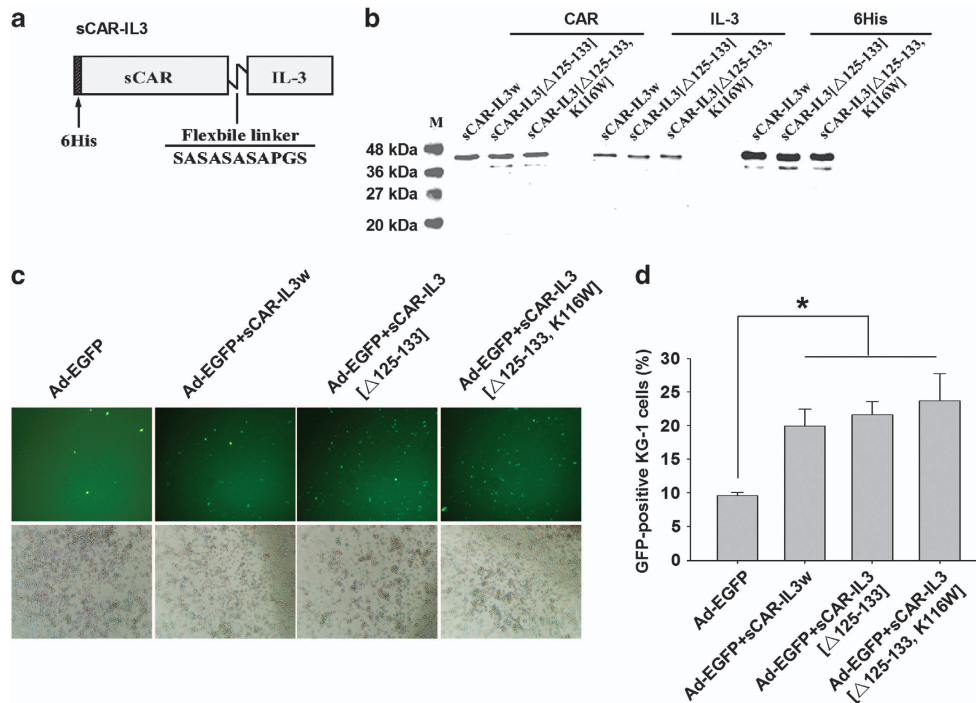 a
sCAR-IL3
sCAR
IL-3
6His
Flexbile linker
SASASASAPGS
b
CAR
IL-3
6His
M
sCAR-IL3w
sCAR-IL3[△125-133]
sCAR-IL3[△125-133,
K116W]
sCAR-IL3w
sCAR-IL3[△125-133]
sCAR-IL3[△125-133,
K116W]
sCAR-IL3w
sCAR-IL3[△125-133]
sCAR-IL3[△125-133,
K116W]
48 kDa
36 kDa
27 kDa
20 kDa
c
Ad-EGFP
Ad-EGFP+sCAR-IL3w
Ad-EGFP+sCAR-IL3
[△125-133]
Ad-EGFP+sCAR-IL3
[△125-133, K116W]
d
*
GFP-positive KG-1 cells (%)
30
25
20
15
10
5
0
Ad-EGFP
Ad-EGFP+sCAR-IL3w
Ad-EGFP+sCAR-IL3
[△125-133]
Ad-EGFP+sCAR-IL3
[△125-133, K116W]